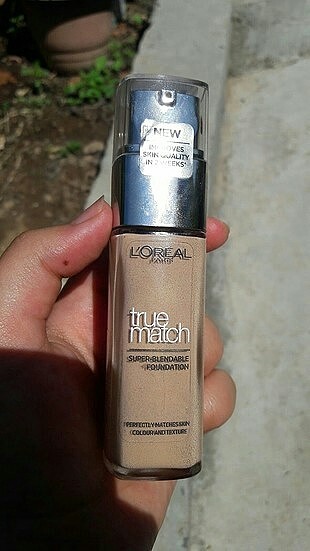 NEW
IMPROVES
SKIN QUALITY
IN 2 WEEKS*
L'ORÉAL
PARIS
true
match
SUPER-BLENDABLE
FOUNDATION
PERFECTLY MATCHES SKIN
COLOUR AND TEXTURE